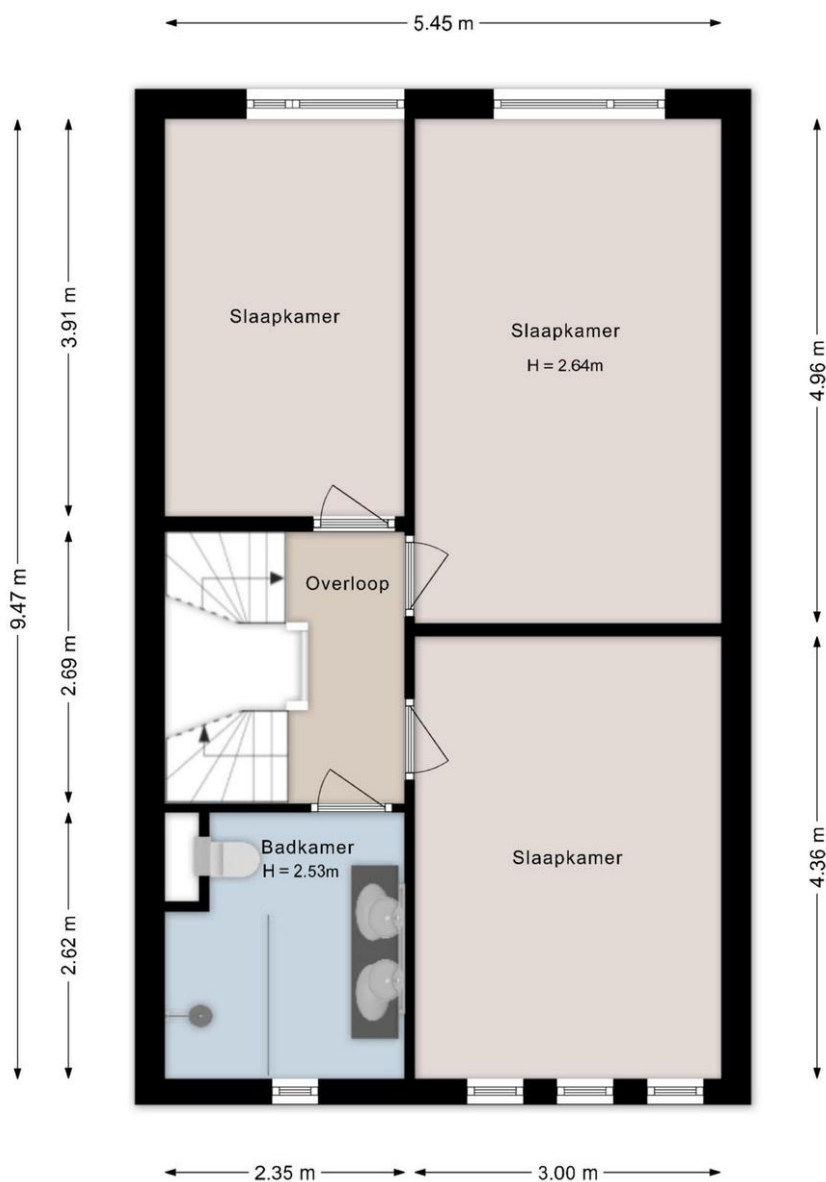 5.45 m
3.91 m
4.96 m
9.47 m
Slaapkamer
Slaapkamer
H = 2.64m
Overloop
2.69 m
Badkamer
H = 2.53m
Slaapkamer
4.36 m
2.62 m
2.35 m
3.00 m